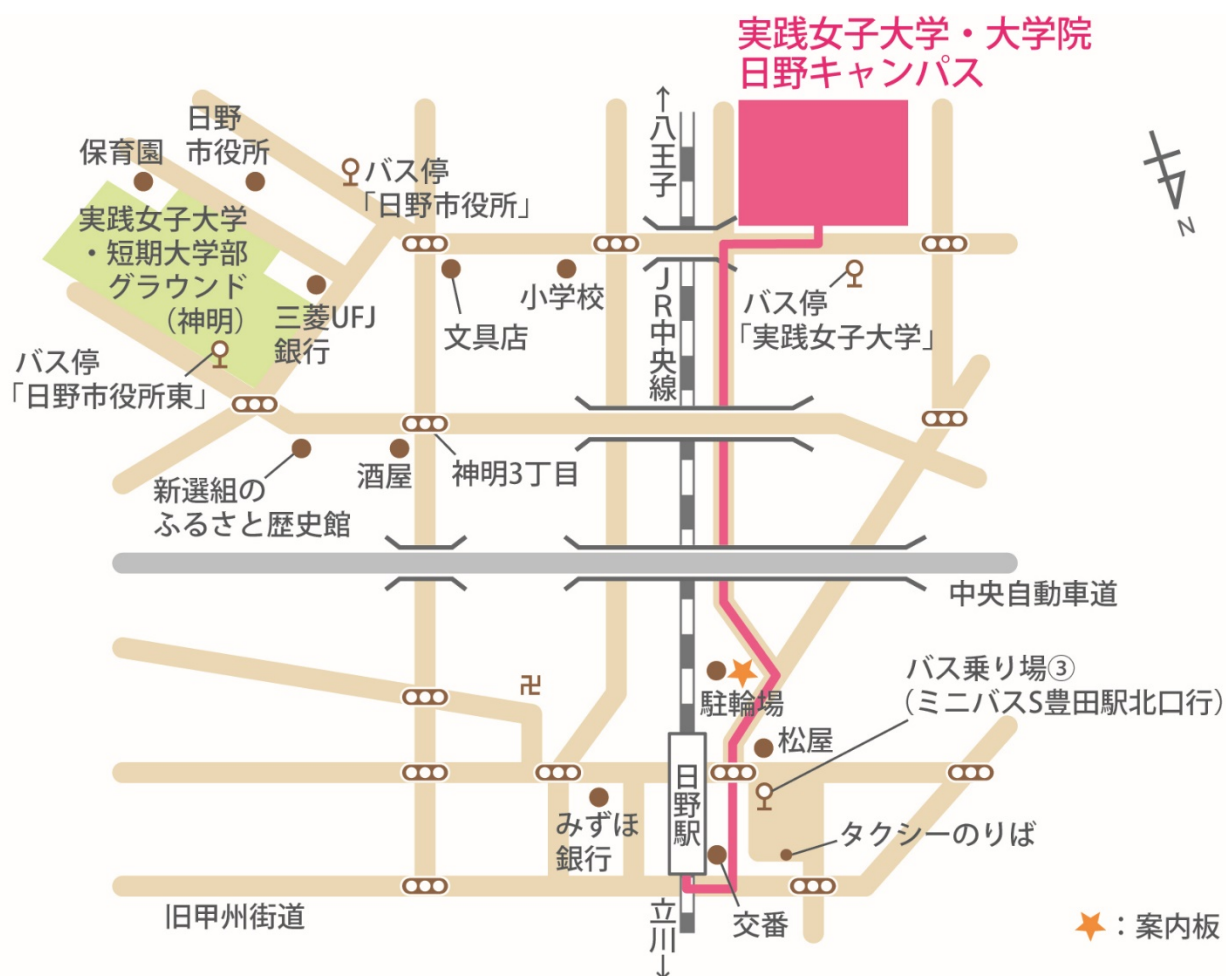 実践女子大学・大学院
日野キャンパス
↑八王子
日野
市役所
保育園
バス停
「日野市役所」
実践女子大学
・短期大学部
グラウンド
（神明）
三菱UFJ
銀行
バス停
「日野市役所東」
文具店
小学校
JR中央線
バス停
「実践女子大学」
N
新選組の
ふるさと歴史館
酒屋
神明3丁目
中央自動車道
卍
駐輪場
バス乗り場③
（ミニバスS豊田駅北口行）
松屋
日野駅
みずほ
銀行
タクシーのりば
旧甲州街道
立川↓
交番
★：案内板